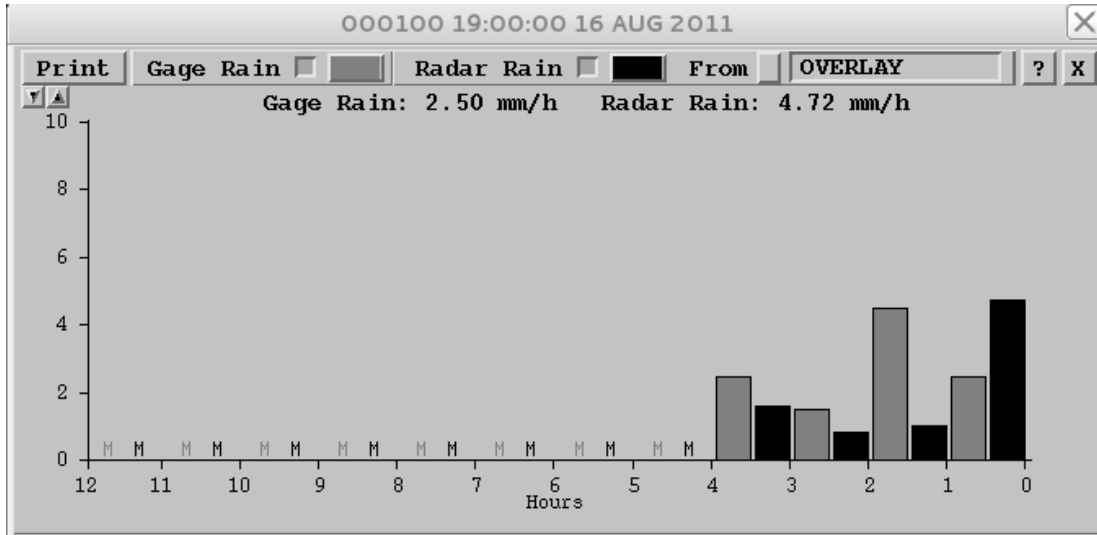 000100 19:00:00 16 AUG 2011
Print Gage Rain Radar Rain From OVERLAY ? X
Gage Rain: 2.50 mm/h Radar Rain: 4.72 mm/h
10
8
6
4
2
0
M M M M M M M M M M M M M M M M
12 11 10 9 8 7 6 5 4 3 2 1 0
Hours